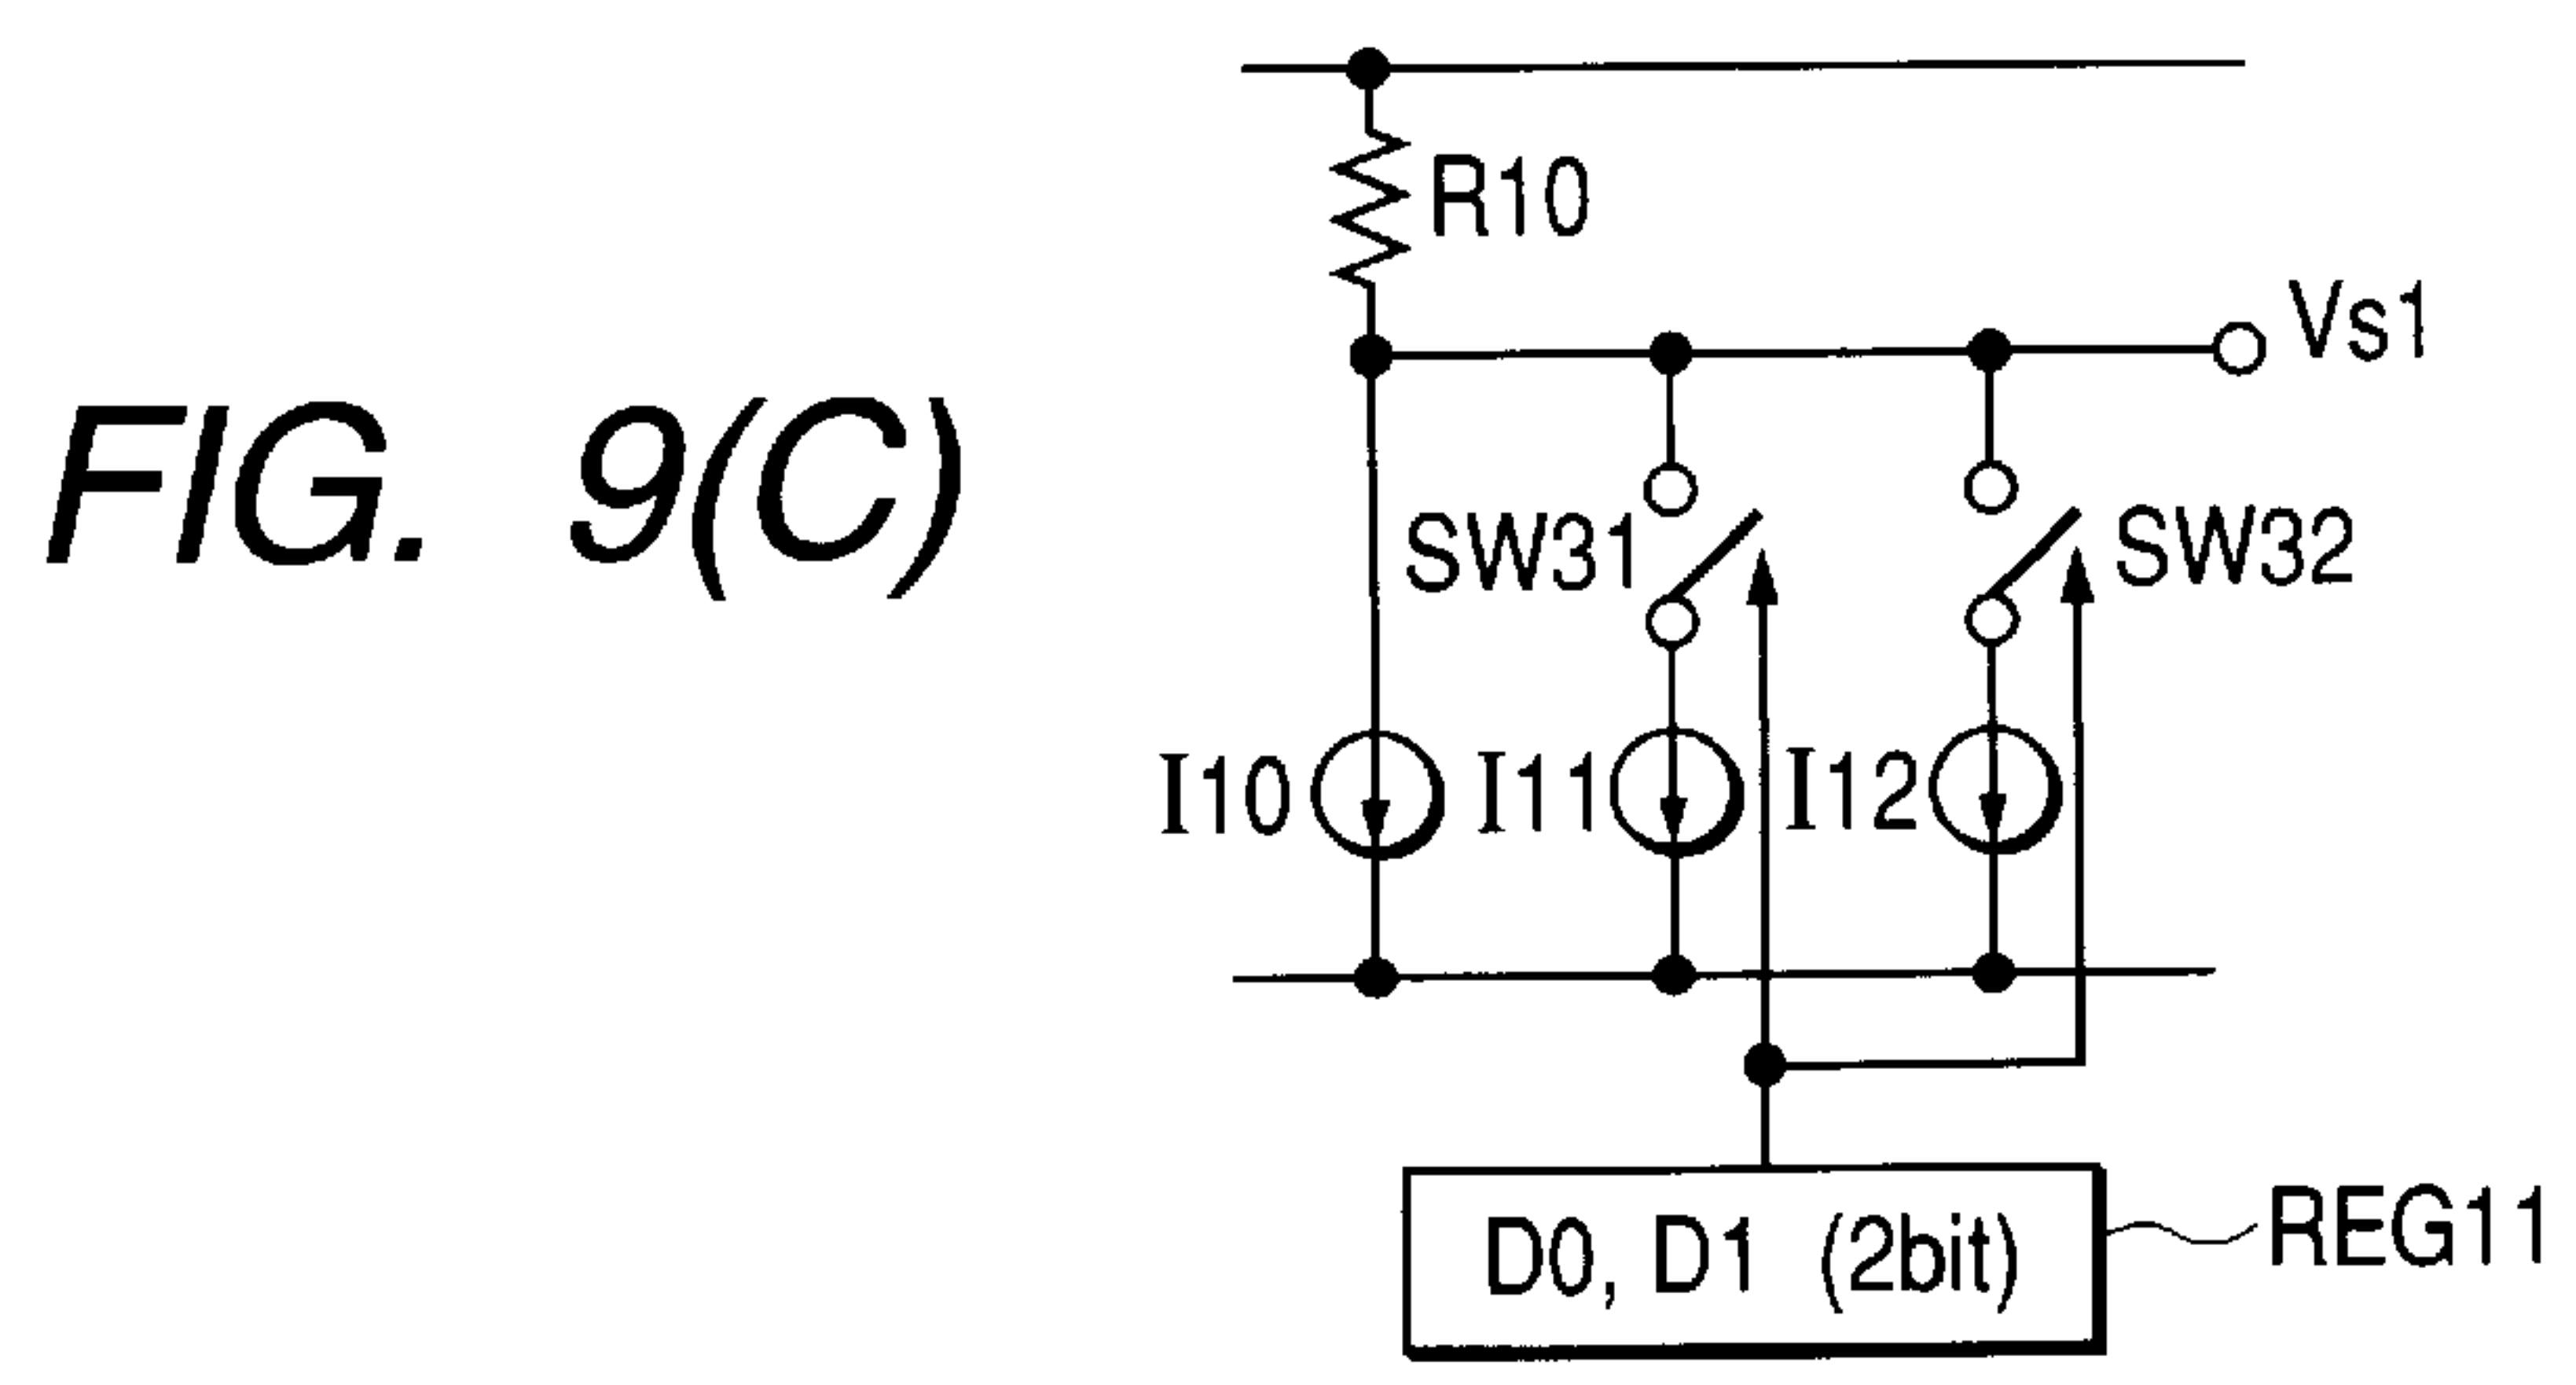 FIG. 9(C)
R10
Vs1
SW31
SW32
I10
I11
I12
D0, D1 (2bit)
REG11